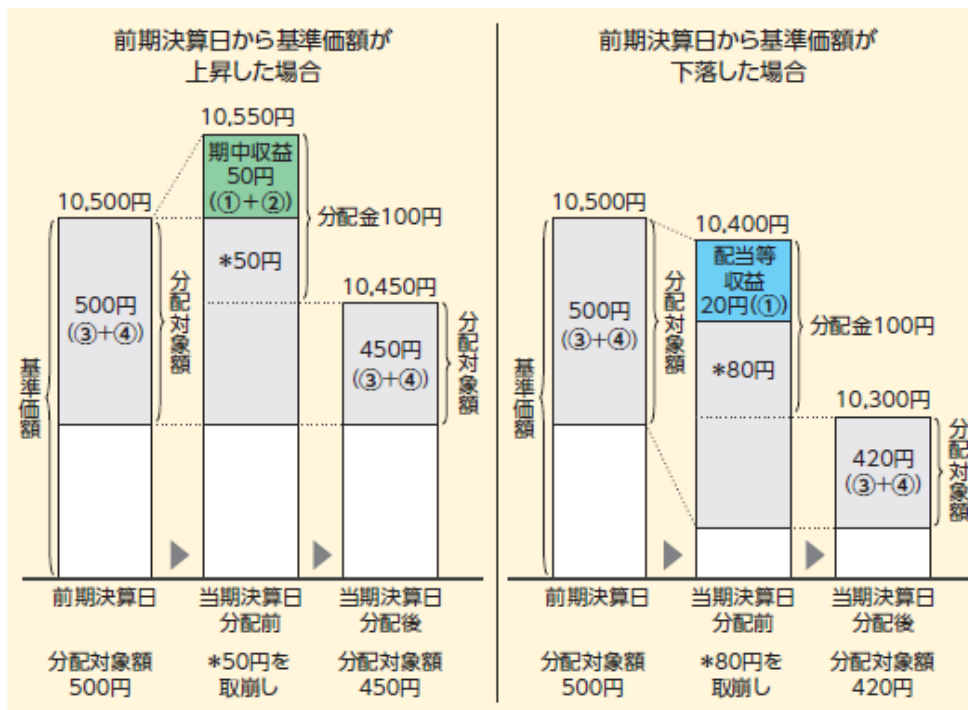 前期決算日から基準価額が
上昇した場合
10,550円
期中収益
50円
(①+②)
10,500円
分配金100円
*50円
10,450円
500円
(③+④)
分配対象額
450円
(③+④)
分配対象額
基準価額
前期決算日
当期決算日
分配前
当期決算日
分配後
分配対象額
500円
*50円を
取崩し
分配対象額
450円
前期決算日から基準価額が
下落した場合
10,500円
10,400円
配当等
収益
20円(①)
500円
(③+④)
分配対象額
分配金100円
*80円
10,300円
420円
(③+④)
分配対象額
基準価額
前期決算日
当期決算日
分配前
当期決算日
分配後
分配対象額
500円
*80円を
取崩し
分配対象額
420円